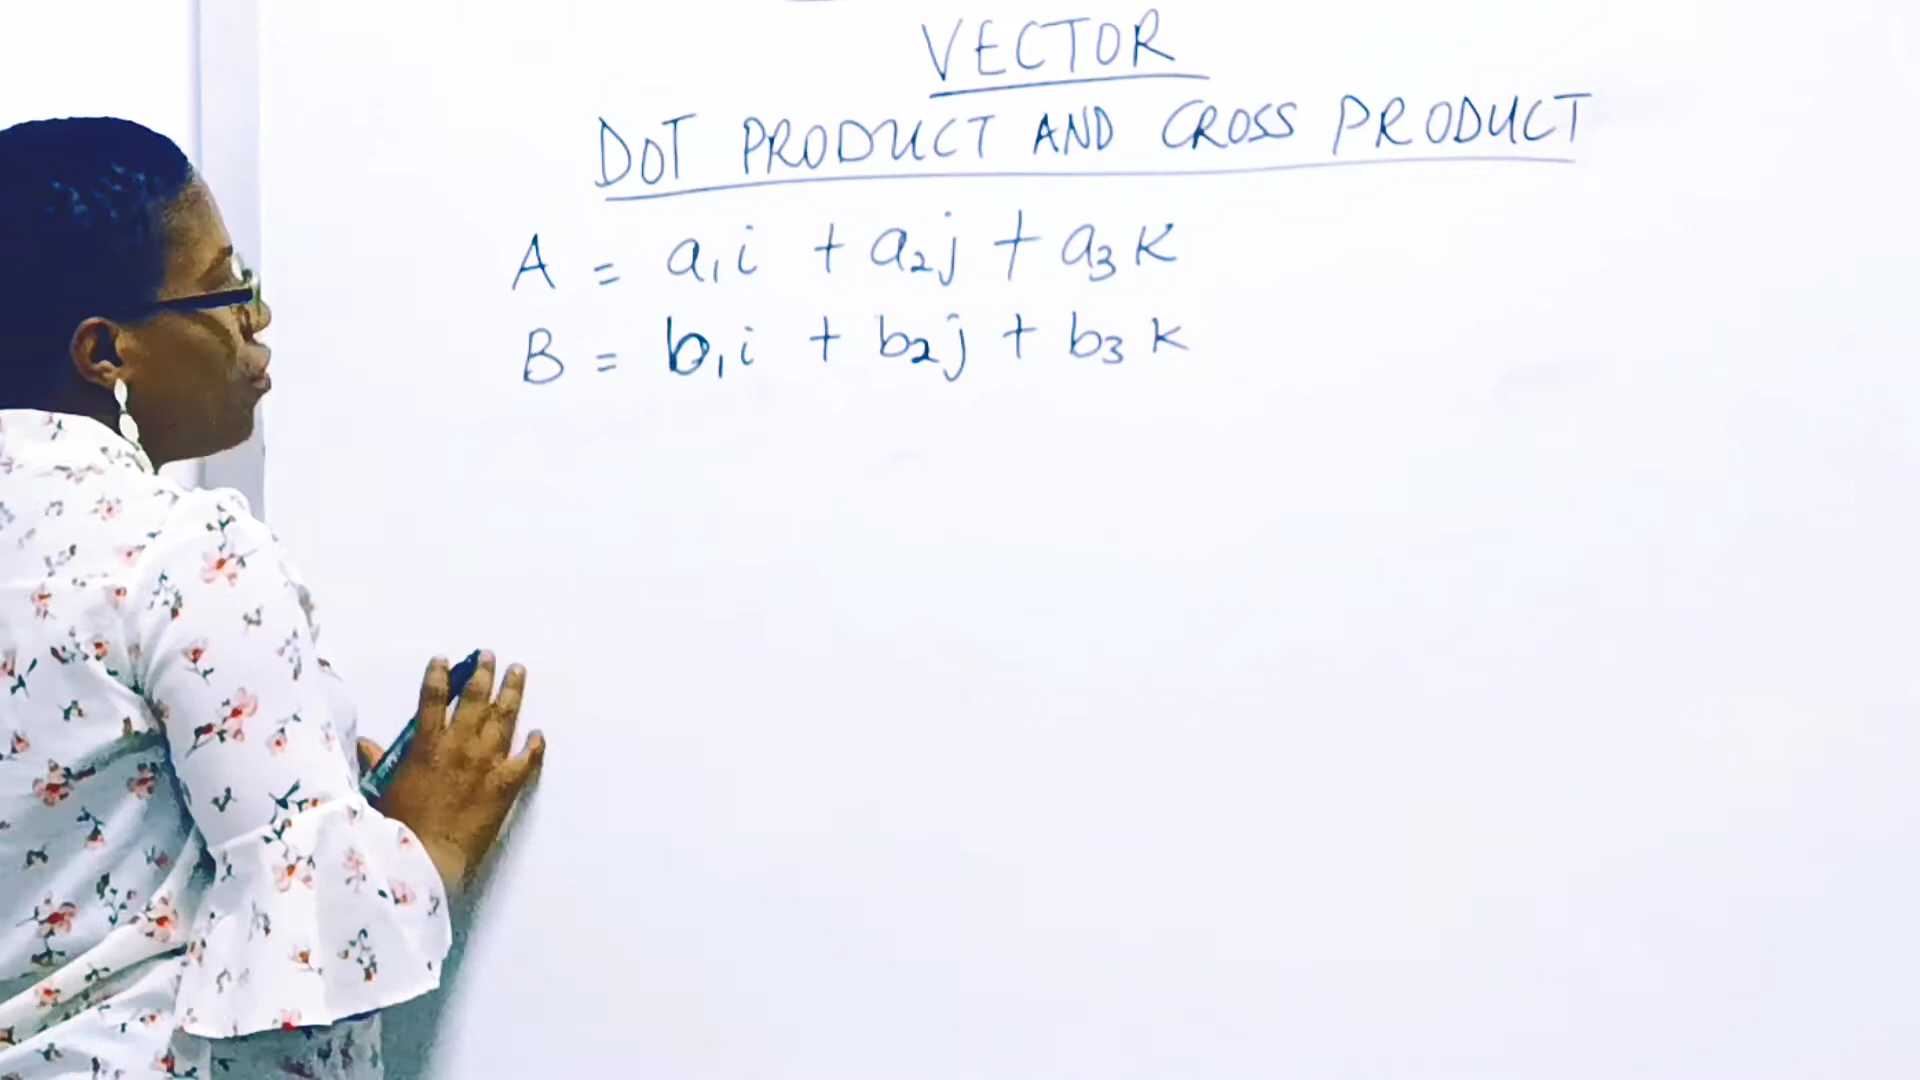 VECTOR
DOT PRODUCT AND CROSS PRODUCT
A = a₁i + a₂j + a₃k
B = b₁i + b₂j + b₃k